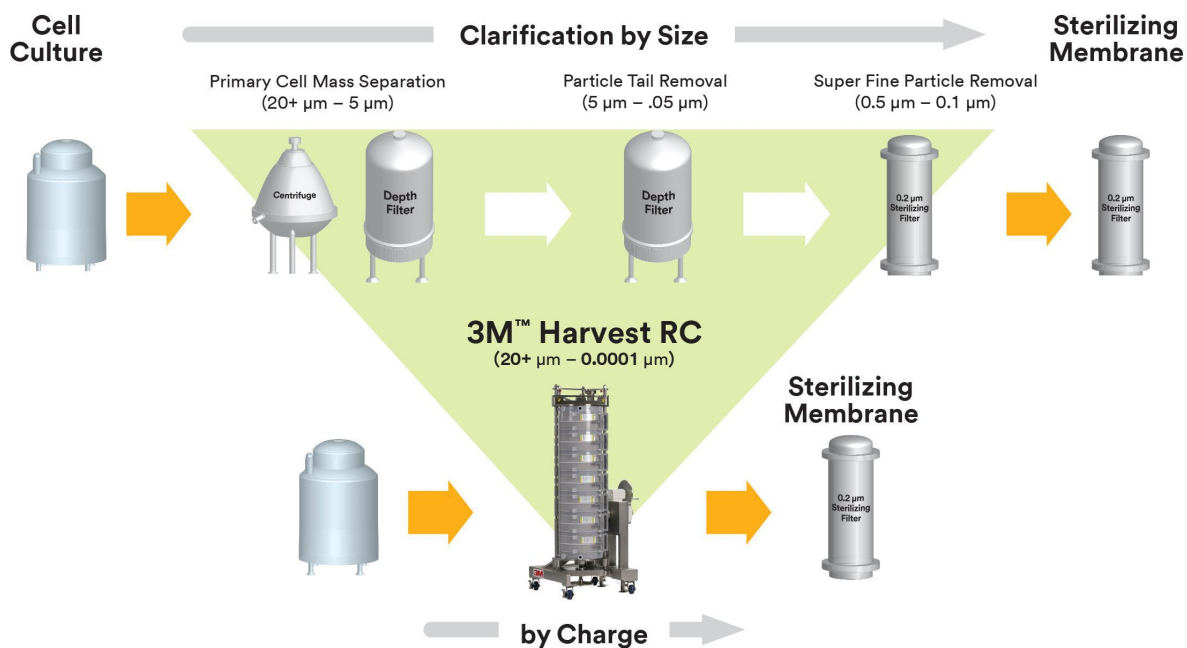 Cell
Culture
Clarification by Size
Sterilizing
Membrane
Primary Cell Mass Separation
(20+ µm – 5 µm)
Particle Tail Removal
(5 µm – .05 µm)
Super Fine Particle Removal
(0.5 µm – 0.1 µm)
Centrifuge
Depth
Filter
Depth
Filter
0.2 µm
Sterilizing
Filter
0.2 µm
Sterilizing
Filter
3M™ Harvest RC
(20+ µm – 0.0001 µm)
Sterilizing
Membrane
0.2 µm
Sterilizing
Filter
3M
by Charge